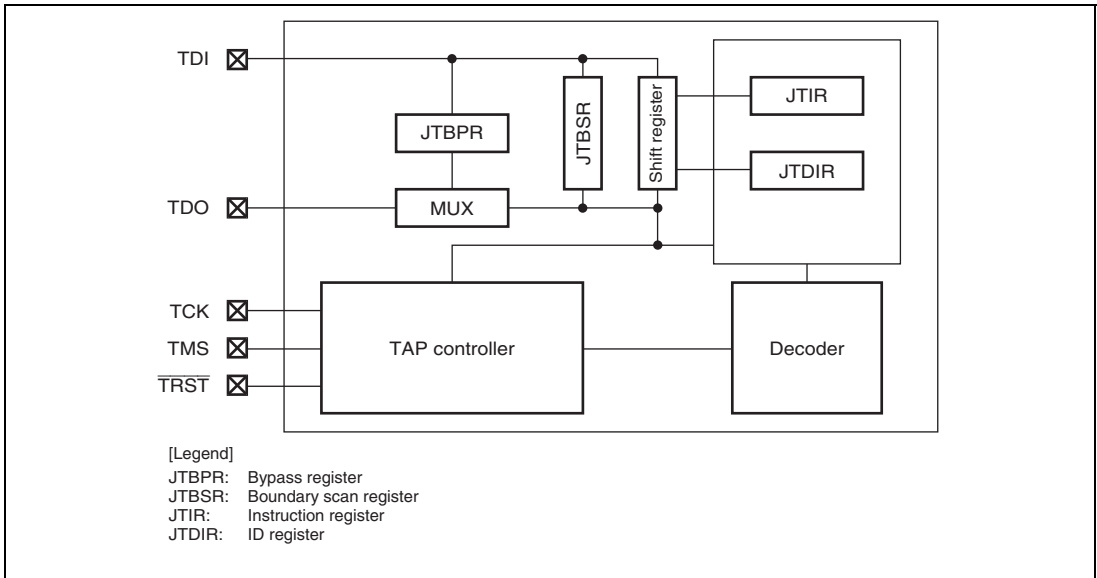 TDI
JTBPR
JTBSR
Shift register
JTIR
JTDIR
TDO
MUX
TCK
TMS
TRST
TAP controller
Decoder
[Legend]
JTBPR: Bypass register
JTBSR: Boundary scan register
JTIR: Instruction register
JTDIR: ID register